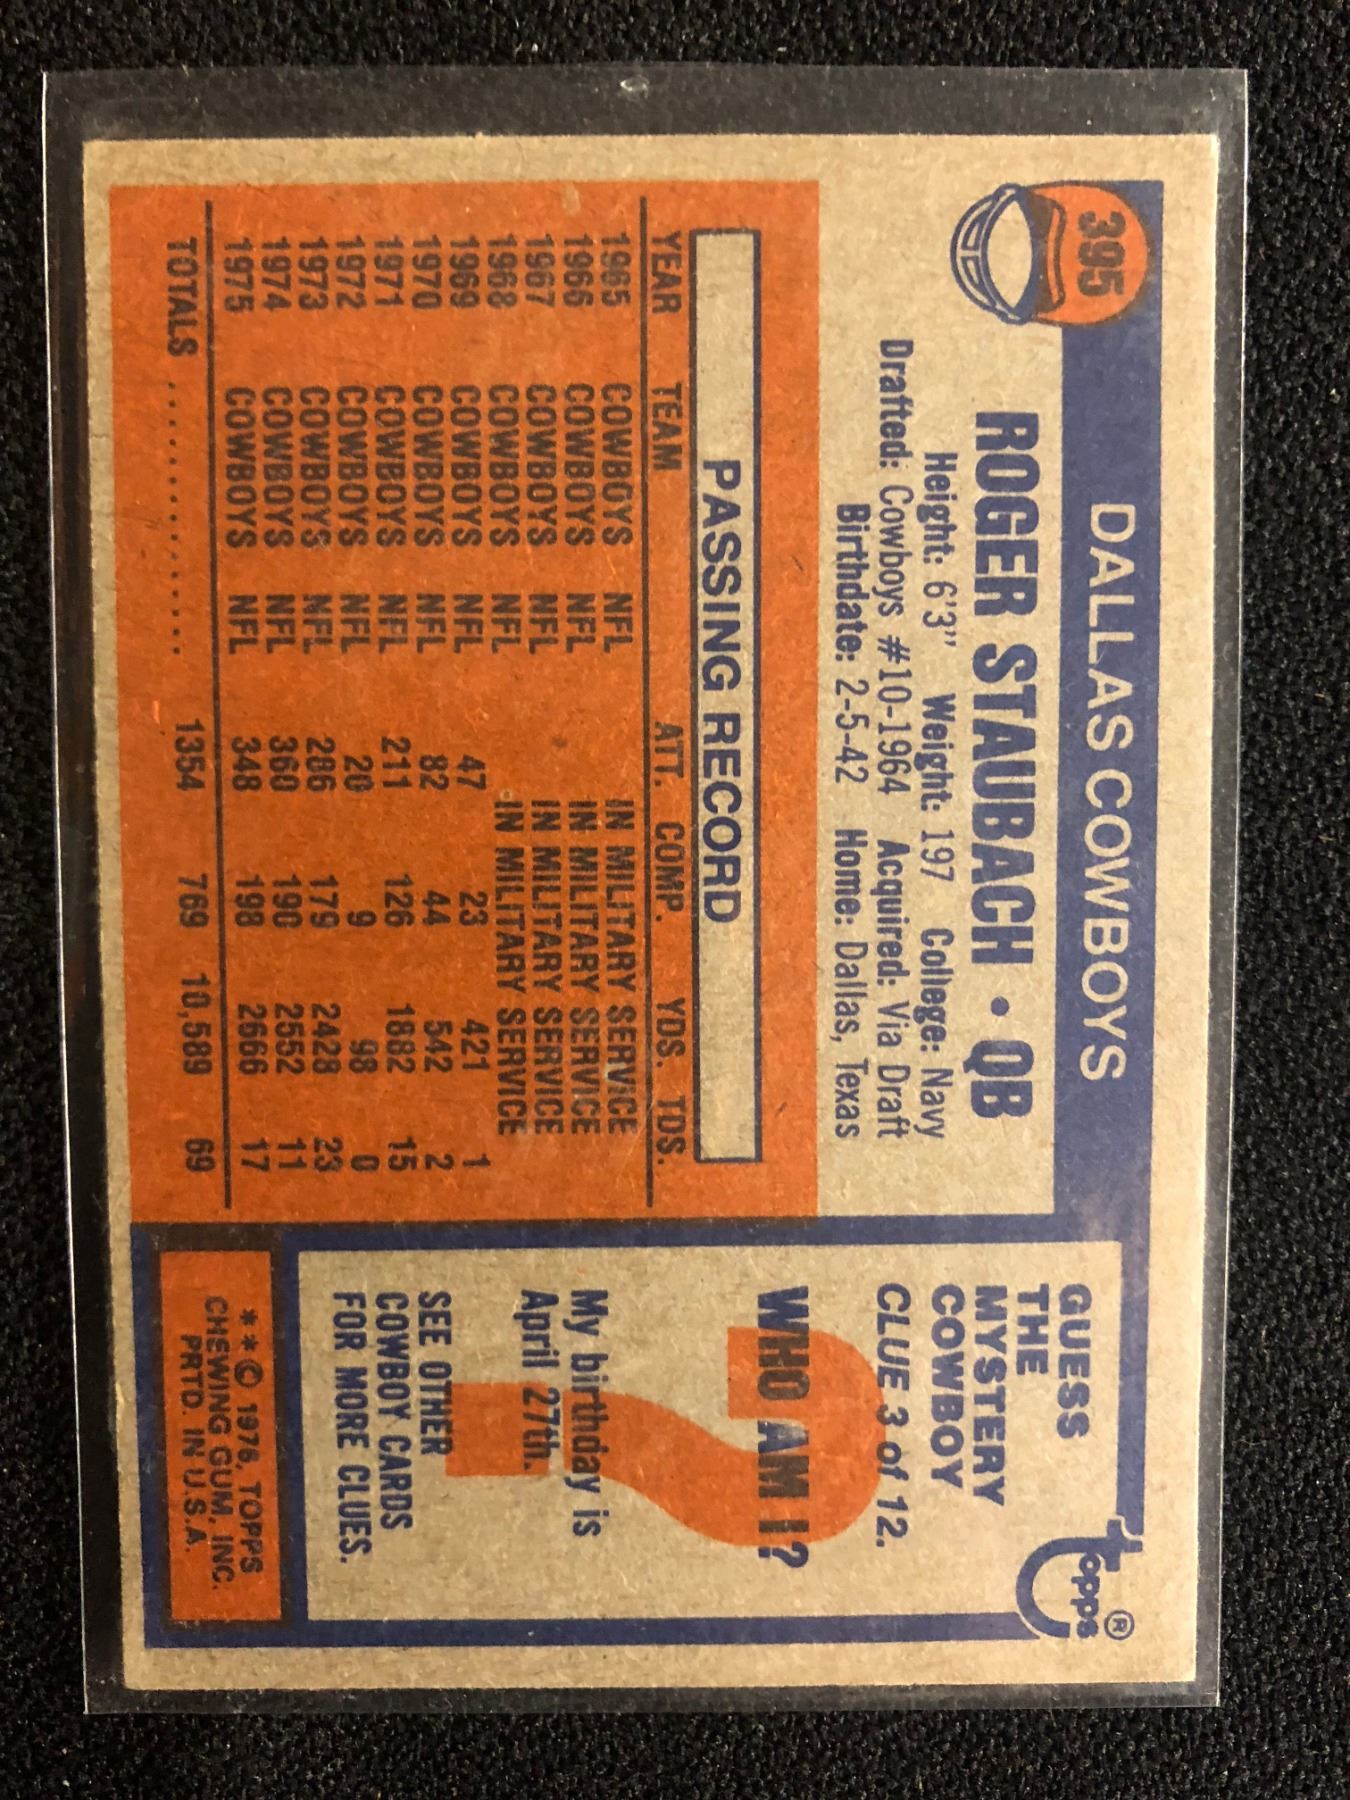 395
DALLAS COWBOYS
ROGER STAUBACH • QB
Height: 6'3" Weight: 197 College: Navy
Drafted: Cowboys #10-1964 Acquired: Via Draft
Birthdate: 2-5-42 Home: Dallas, Texas
PASSING RECORD
YEAR TEAM ATT. COMP. YDS. TDS.
1965 COWBOYS NFL IN MILITARY SERVICE
1966 COWBOYS NFL IN MILITARY SERVICE
1967 COWBOYS NFL IN MILITARY SERVICE
1968 COWBOYS NFL IN MILITARY SERVICE
1969 COWBOYS NFL 47 23 421 1
1970 COWBOYS NFL 82 44 542 2
1971 COWBOYS NFL 211 126 1882 15
1972 COWBOYS NFL 20 9 98 0
1973 COWBOYS NFL 286 179 2428 23
1974 COWBOYS NFL 360 190 2552 11
1975 COWBOYS NFL 348 198 2666 17
TOTALS .................. 1354 769 10,589 69
topps®
GUESS
THE
MYSTERY
COWBOY
CLUE 3 of 12.
WHO AM I?
?
My birthday is
April 27th.
SEE OTHER
COWBOY CARDS
FOR MORE CLUES.
**© 1976, TOPPS
CHEWING GUM, INC.
PRTD. IN U.S.A.